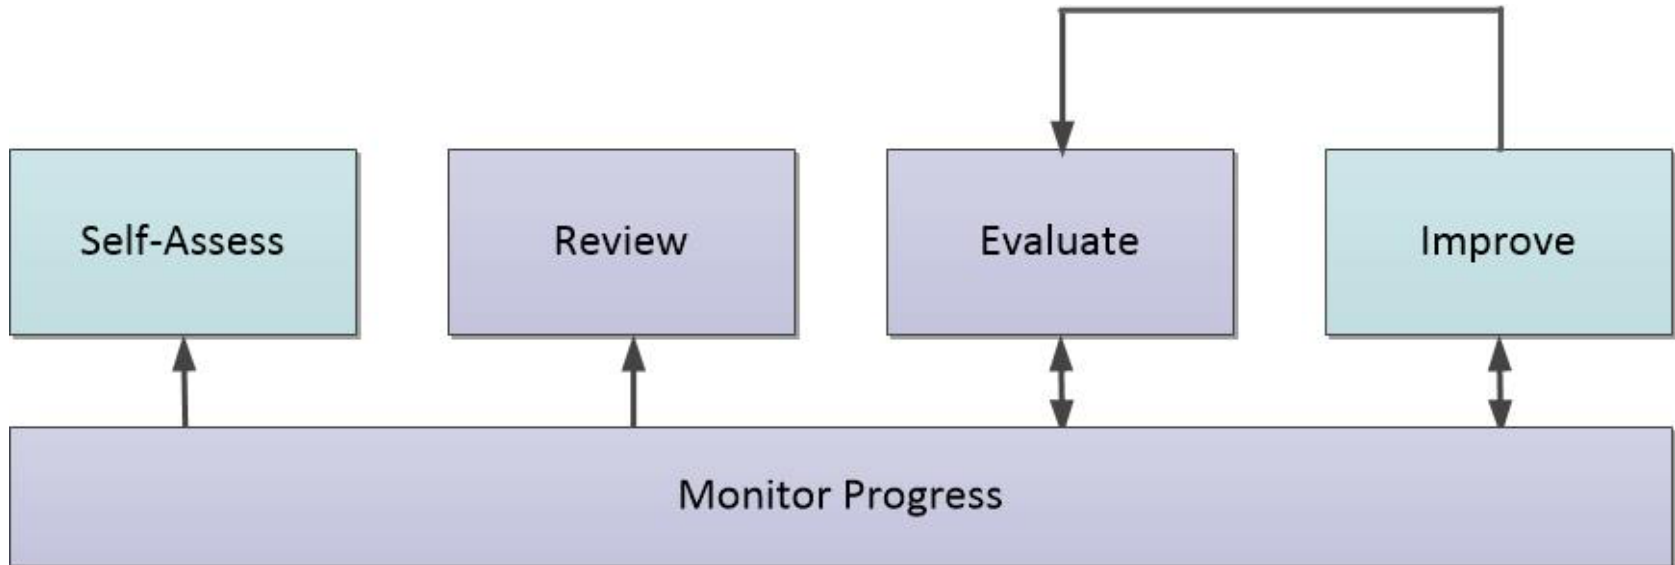 Self-Assess
Review
Evaluate
Improve
Monitor Progress